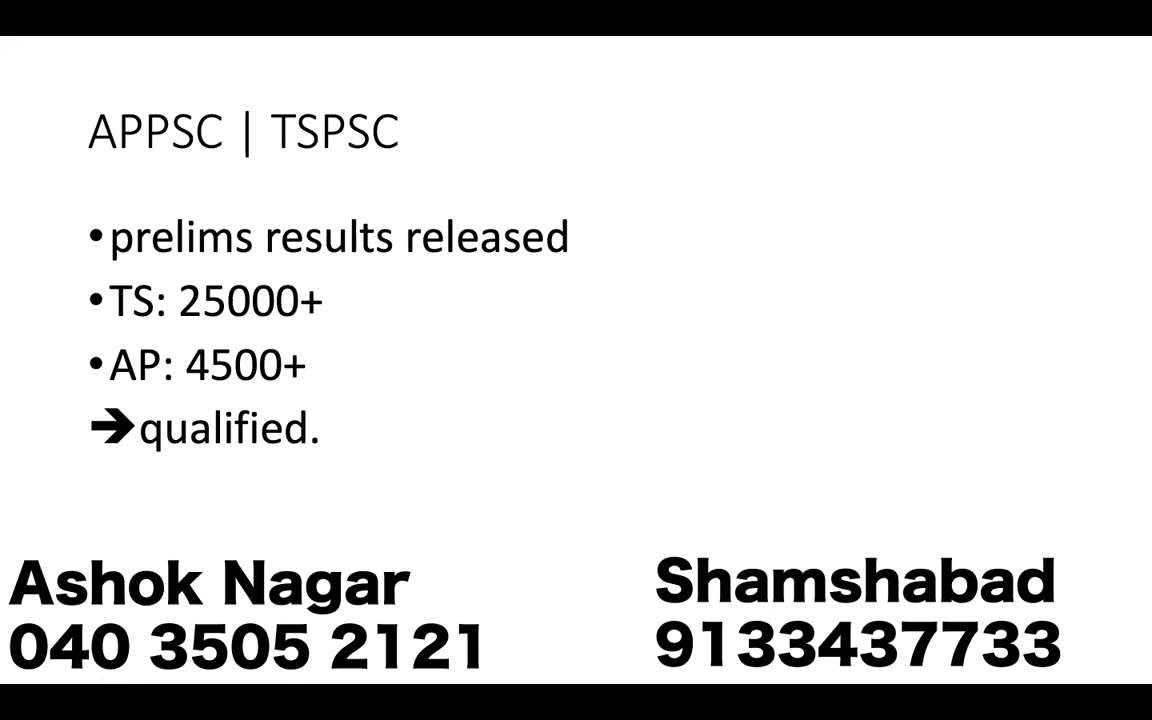 APPSC | TSPSC
•prelims results released
•TS: 25000+
•AP: 4500+
➔qualified.
Ashok Nagar
040 3505 2121
Shamshabad
9133437733